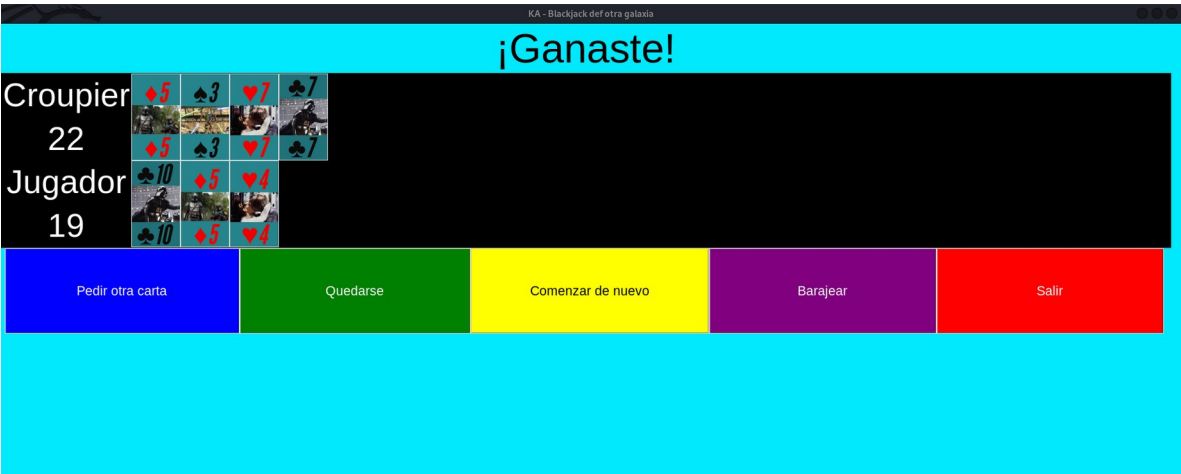 KA - Blackjack def otra galaxia
¡Ganaste!
Croupier
22
♦5 ♠3 ♥7 ♣7
♦5 ♠3 ♥7 ♣7
Jugador
19
♣10 ♦5 ♥4
♣10 ♦5 ♥4
Pedir otra carta
Quedarse
Comenzar de nuevo
Barajear
Salir